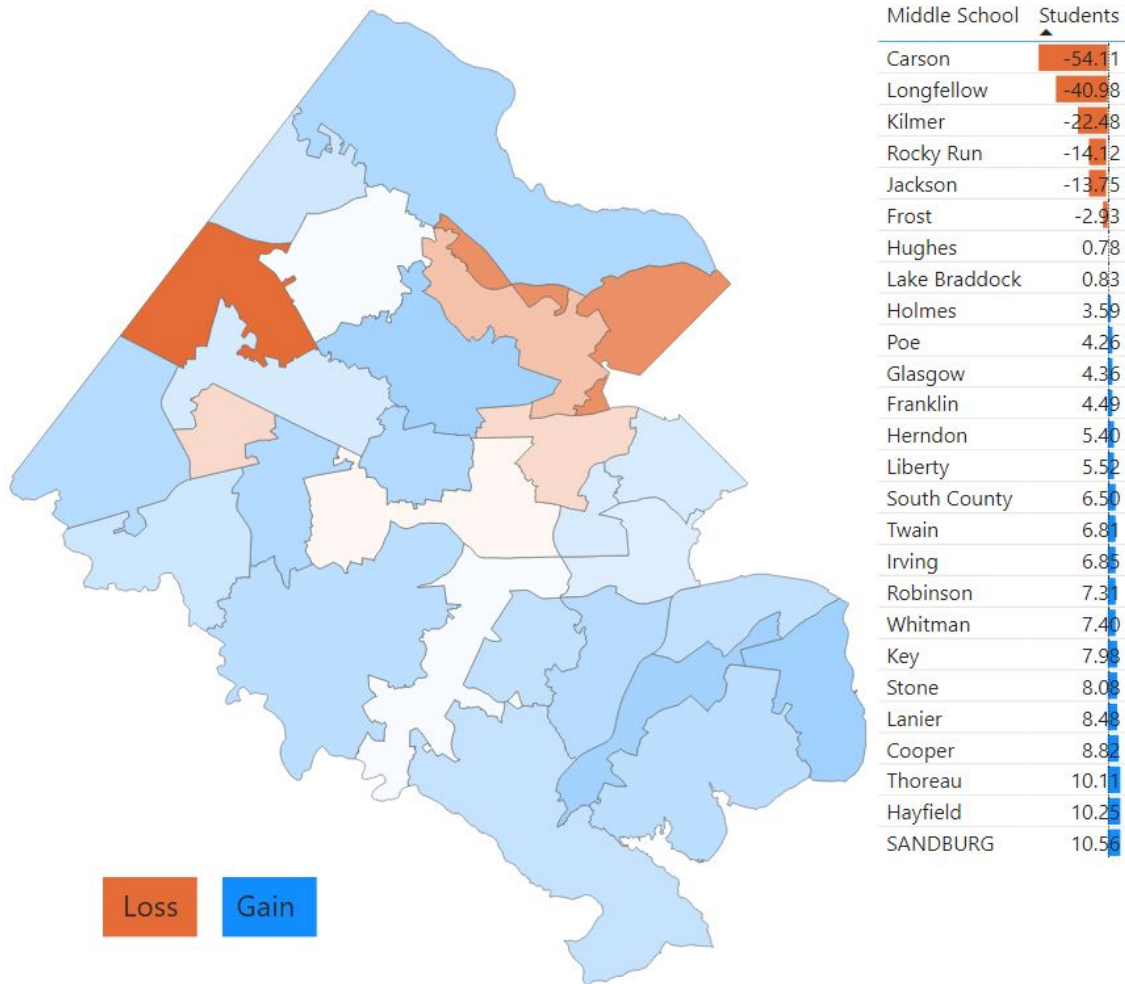 Middle School Students
Carson -54.11
Longfellow -40.98
Kilmer -22.48
Rocky Run -14.12
Jackson -13.75
Frost -2.93
Hughes 0.78
Lake Braddock 0.83
Holmes 3.59
Poe 4.26
Glasgow 4.36
Franklin 4.49
Herndon 5.40
Liberty 5.52
South County 6.50
Twain 6.81
Irving 6.85
Robinson 7.31
Whitman 7.40
Key 7.98
Stone 8.08
Lanier 8.48
Cooper 8.82
Thoreau 10.11
Hayfield 10.25
SANDBURG 10.56
Loss Gain